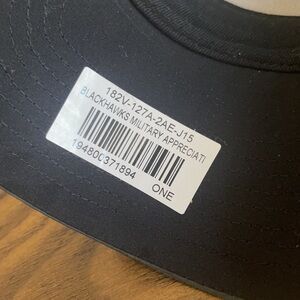 182V-127A-2AE-J15
BLACKHAWKS MILITARY APPRECIATI
194800371894
ONE